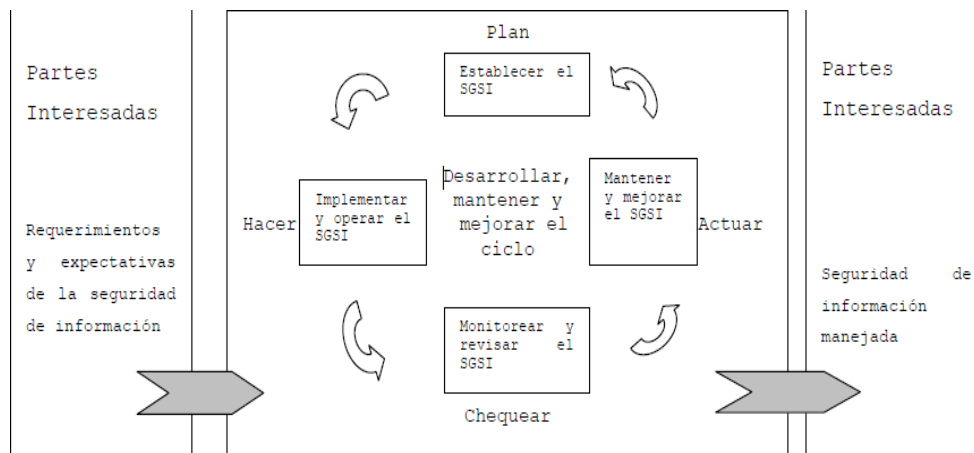 Partes
Interesadas
Requerimientos
y expectativas
de la seguridad
de información
Plan
Establecer el
SGSI
Hacer
Implementar
y operar el
SGSI
Desarrollar,
mantener y
mejorar el
ciclo
Mantener
y mejorar
el SGSI
Actuar
Monitorear y
revisar el
SGSI
Chequear
Partes
Interesadas
Seguridad de
información
manejada